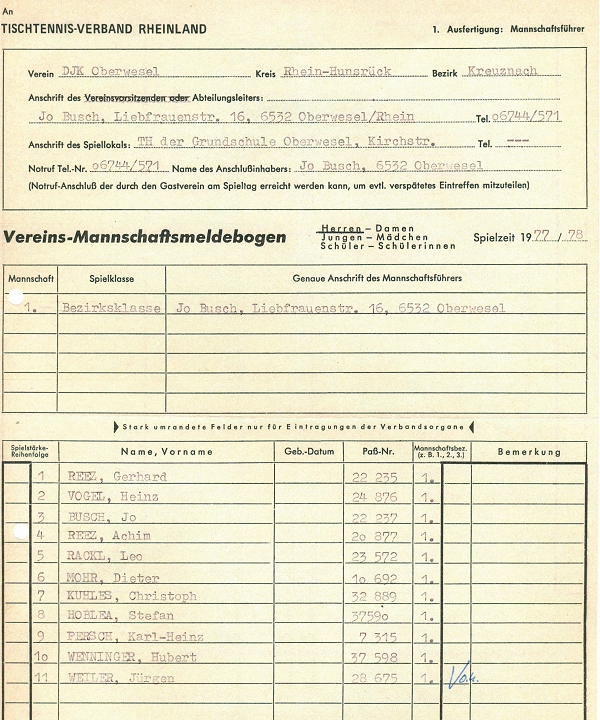 An
TISCHTENNIS-VERBAND RHEINLAND 1. Ausfertigung: Mannschaftsführer
Verein DJK Oberwesel Kreis Rhein-Hunsrück Bezirk Kreuznach
Anschrift des Vereinsvorsitzenden oder Abteilungsleiters:
Jo Busch, Liebfrauenstr. 16, 6532 Oberwesel/Rhein Tel. o6744/571
Anschrift des Spiellokals: TH der Grundschule Oberwesel, Kirchstr. Tel. ---
Notruf Tel.-Nr. o6744/571 Name des Anschlußinhabers: Jo Busch, 6532 Oberwesel
(Notruf-Anschluß der durch den Gastverein am Spieltag erreicht werden kann, um evtl. verspätetes Eintreffen mitzuteilen)
Vereins-Mannschaftsmeldebogen Herren – Damen Spielzeit 1977 / 78
Jungen – Mädchen
Schüler – Schülerinnen
Mannschaft Spielklasse Genaue Anschrift des Mannschaftsführers
1. Bezirksklasse Jo Busch, Liebfrauenstr. 16, 6532 Oberwesel
Stark umrandete Felder nur für Eintragungen der Verbandsorgane
Spielstärke-Reihenfolge Name, Vorname Geb.-Datum Paß-Nr. Mannschaftsbez. (z. B. 1., 2., 3.) Bemerkung
1 REEZ, Gerhard 22 235 1.
2 VOGEL, Heinz 24 876 1.
3 BUSCH, Jo 22 237 1.
4 REEZ, Achim 2o 877 1.
5 RACKL, Leo 23 572 1.
6 MOHR, Dieter 1o 692 1.
7 KUHLES, Christoph 32 889 1.
8 HOBLEA, Stefan 3759o 1.
9 PERSCH, Karl-Heinz 7 315 1.
1o WENNINGER, Hubert 37 598 1.
11 WEILER, Jürgen 28 675 1.